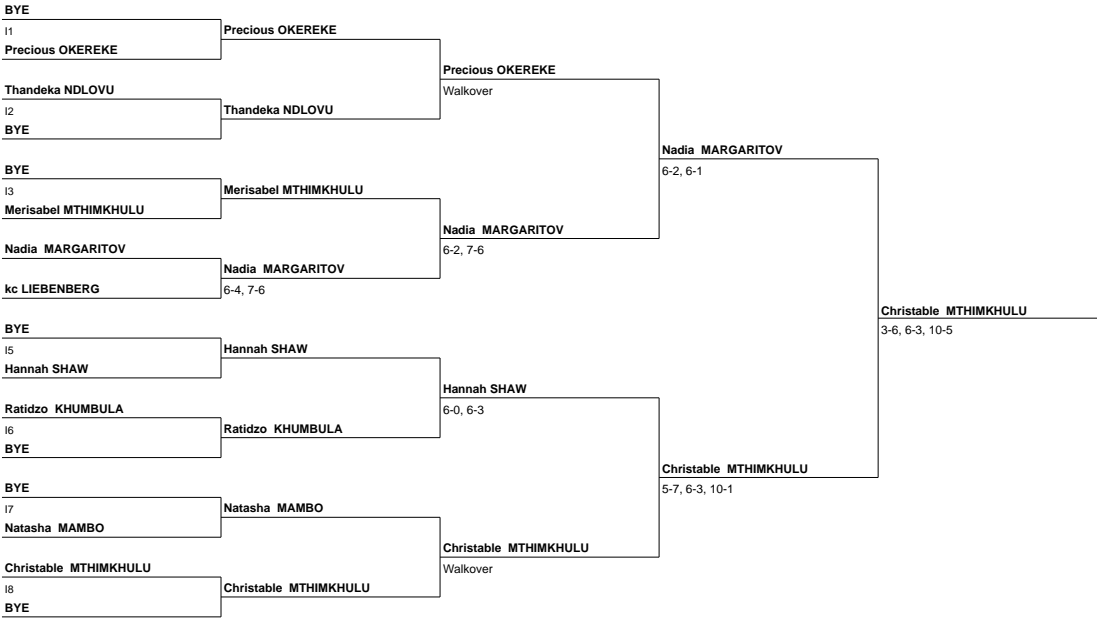 BYE
I1
Precious OKEREKE
Thandeka NDLOVU
I2
BYE
BYE
I3
Merisabel MTHIMKHULU
Nadia MARGARITOV
kc LIEBENBERG
BYE
I5
Hannah SHAW
Ratidzo KHUMBULA
I6
BYE
BYE
I7
Natasha MAMBO
Christable MTHIMKHULU
I8
BYE
Precious OKEREKE
Thandeka NDLOVU
Merisabel MTHIMKHULU
Nadia MARGARITOV
6-4, 7-6
Hannah SHAW
Ratidzo KHUMBULA
Natasha MAMBO
Christable MTHIMKHULU
Precious OKEREKE
Walkover
Nadia MARGARITOV
6-2, 7-6
Hannah SHAW
6-0, 6-3
Christable MTHIMKHULU
Walkover
Nadia MARGARITOV
6-2, 6-1
Christable MTHIMKHULU
5-7, 6-3, 10-1
Christable MTHIMKHULU
3-6, 6-3, 10-5